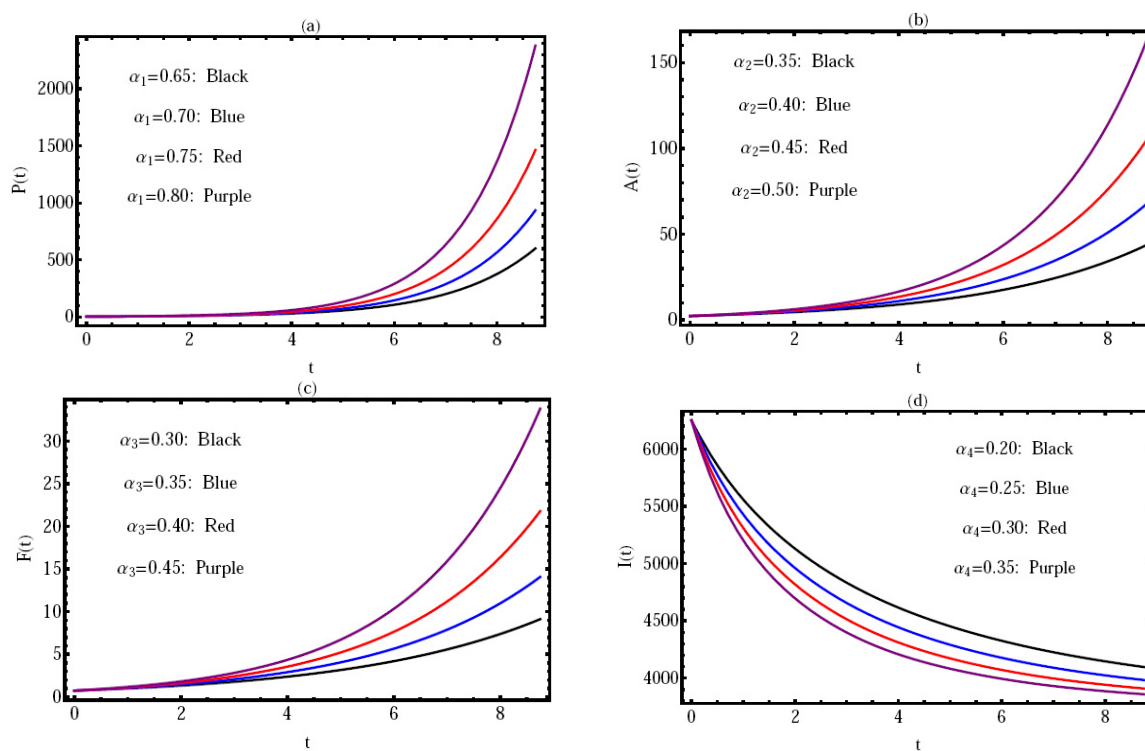 (a)
2000
1500
1000
500
0
P(t)
α₁=0.65: Black
α₁=0.70: Blue
α₁=0.75: Red
α₁=0.80: Purple
0 2 4 6 8
t
(b)
150
100
50
0
A(t)
α₂=0.35: Black
α₂=0.40: Blue
α₂=0.45: Red
α₂=0.50: Purple
0 2 4 6 8
t
(c)
30
25
20
15
10
5
0
F(t)
α₃=0.30: Black
α₃=0.35: Blue
α₃=0.40: Red
α₃=0.45: Purple
0 2 4 6 8
t
(d)
6000
5500
5000
4500
4000
I(t)
α₄=0.20: Black
α₄=0.25: Blue
α₄=0.30: Red
α₄=0.35: Purple
0 2 4 6 8
t